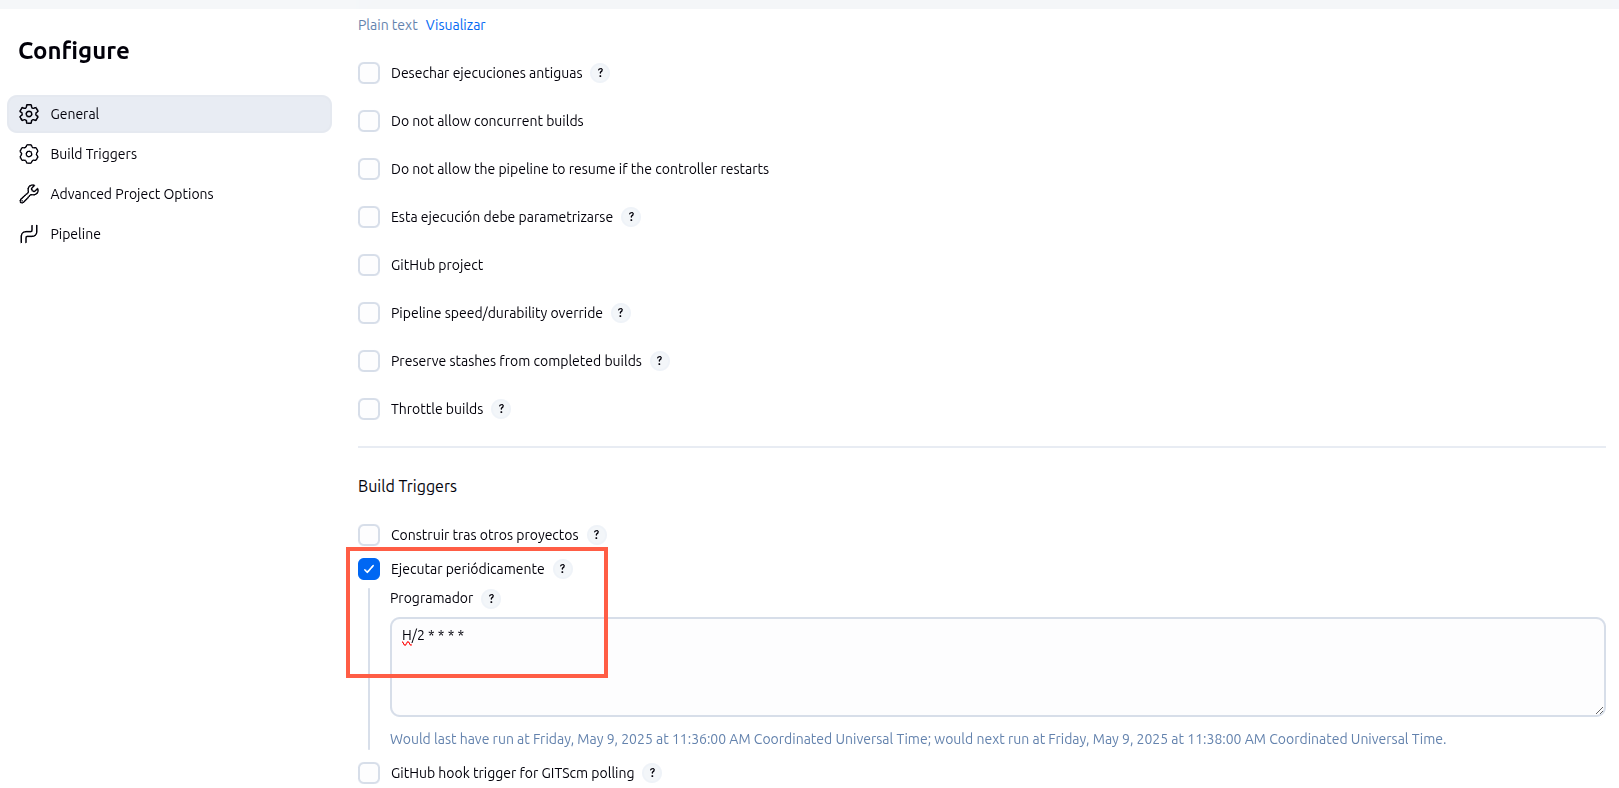 Configure
General
Build Triggers
Advanced Project Options
Pipeline
Plain text Visualizar
Desechar ejecuciones antiguas ?
Do not allow concurrent builds
Do not allow the pipeline to resume if the controller restarts
Esta ejecución debe parametrizarse ?
GitHub project
Pipeline speed/durability override ?
Preserve stashes from completed builds ?
Throttle builds ?
Build Triggers
Construir tras otros proyectos ?
Ejecutar periódicamente ?
Programador ?
H/2 * * * *
Would last have run at Friday, May 9, 2025 at 11:36:00 AM Coordinated Universal Time; would next run at Friday, May 9, 2025 at 11:38:00 AM Coordinated Universal Time.
GitHub hook trigger for GITScm polling ?